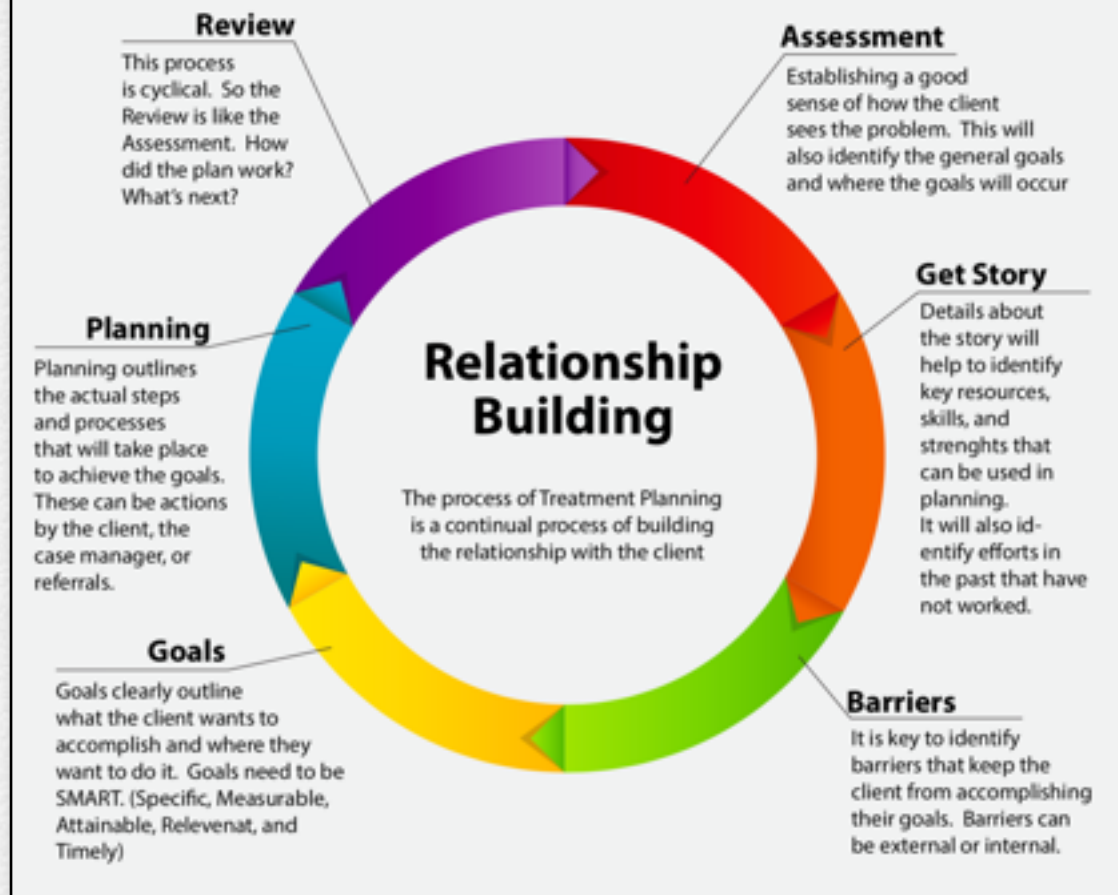 Review
This process
is cyclical. So the
Review is like the
Assessment. How
did the plan work?
What's next?
Assessment
Establishing a good
sense of how the client
sees the problem. This will
also identify the general goals
and where the goals will occur
Get Story
Details about
the story will
help to identify
key resources,
skills, and
strenghts that
can be used in
planning.
It will also id-
entify efforts in
the past that have
not worked.
Planning
Planning outlines
the actual steps
and processes
that will take place
to achieve the goals.
These can be actions
by the client, the
case manager, or
referrals.
Relationship
Building
The process of Treatment Planning
is a continual process of building
the relationship with the client
Goals
Goals clearly outline
what the client wants to
accomplish and where they
want to do it. Goals need to be
SMART. (Specific, Measurable,
Attainable, Relevenat, and
Timely)
Barriers
It is key to identify
barriers that keep the
client from accomplishing
their goals. Barriers can
be external or internal.